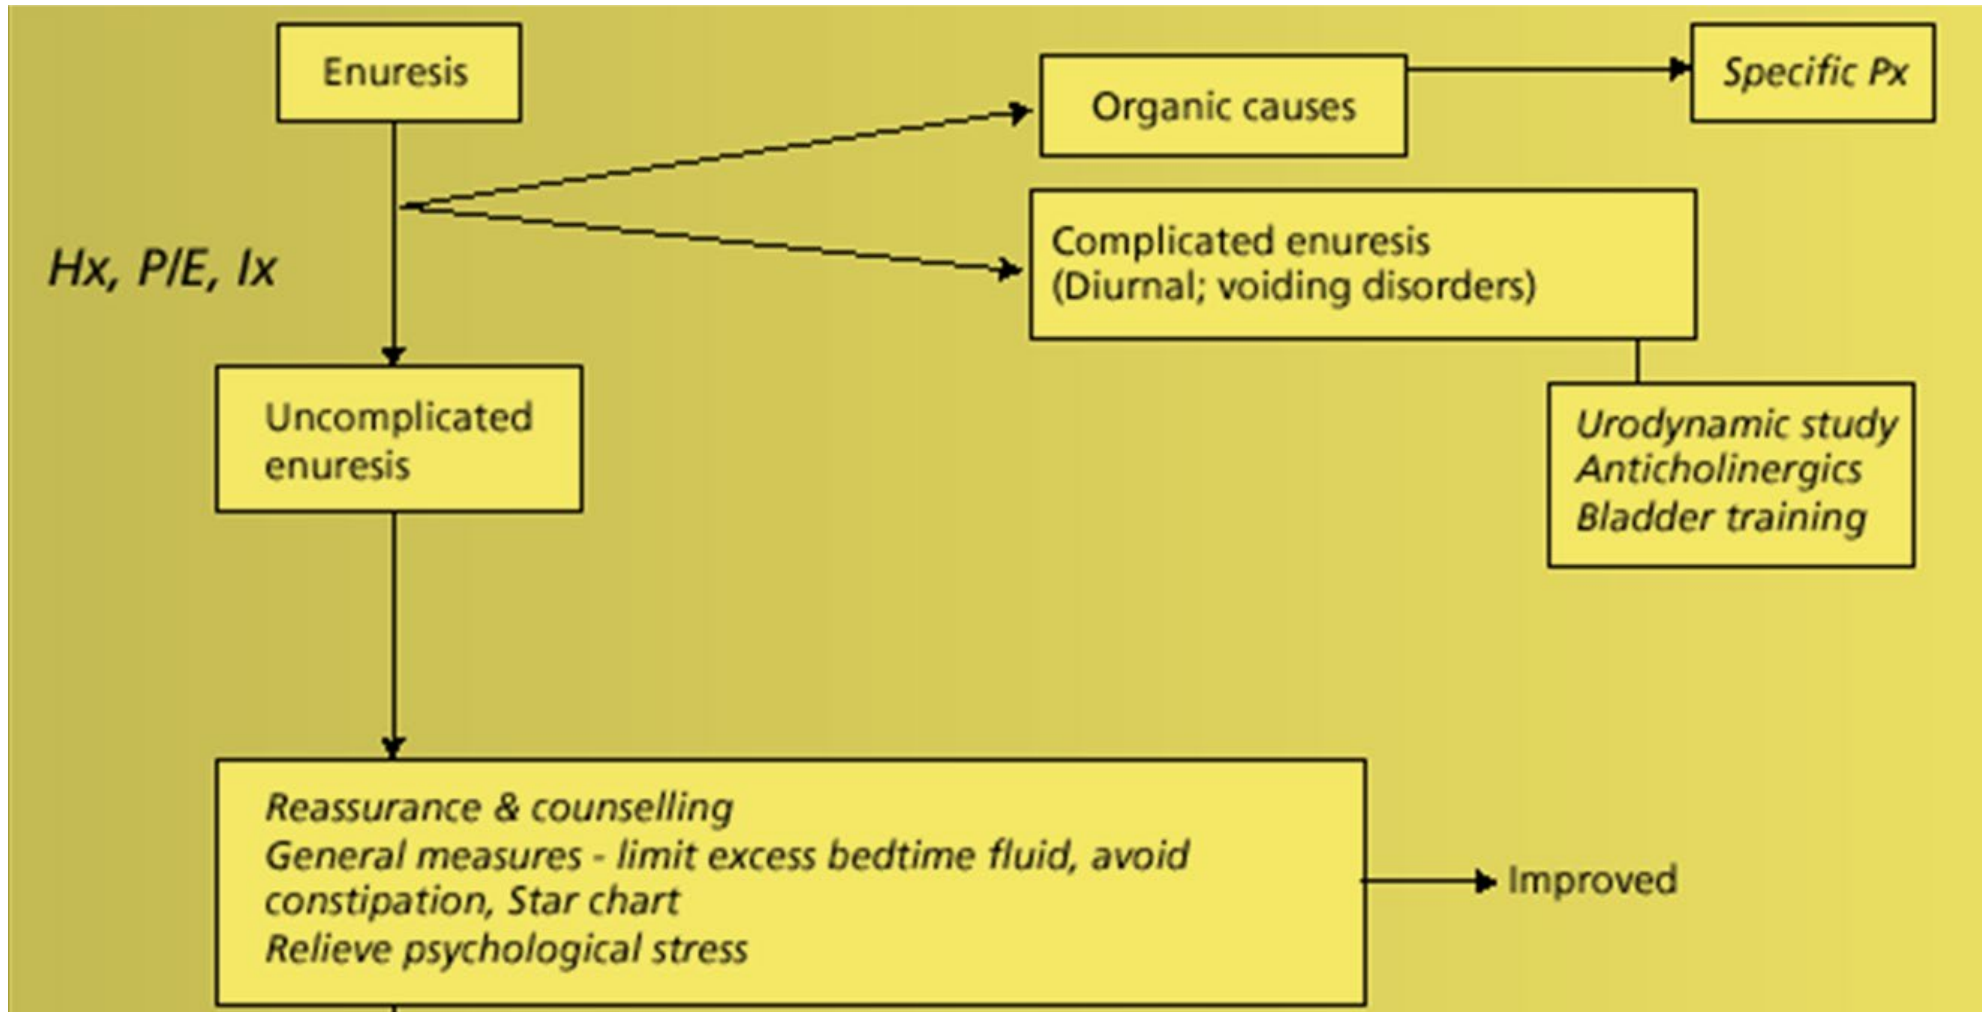 Enuresis
Organic causes
Specific Px
Hx, P/E, Ix
Complicated enuresis
(Diurnal; voiding disorders)
Uncomplicated
enuresis
Urodynamic study
Anticholinergics
Bladder training
Reassurance & counselling
General measures - limit excess bedtime fluid, avoid
constipation, Star chart
Relieve psychological stress
Improved